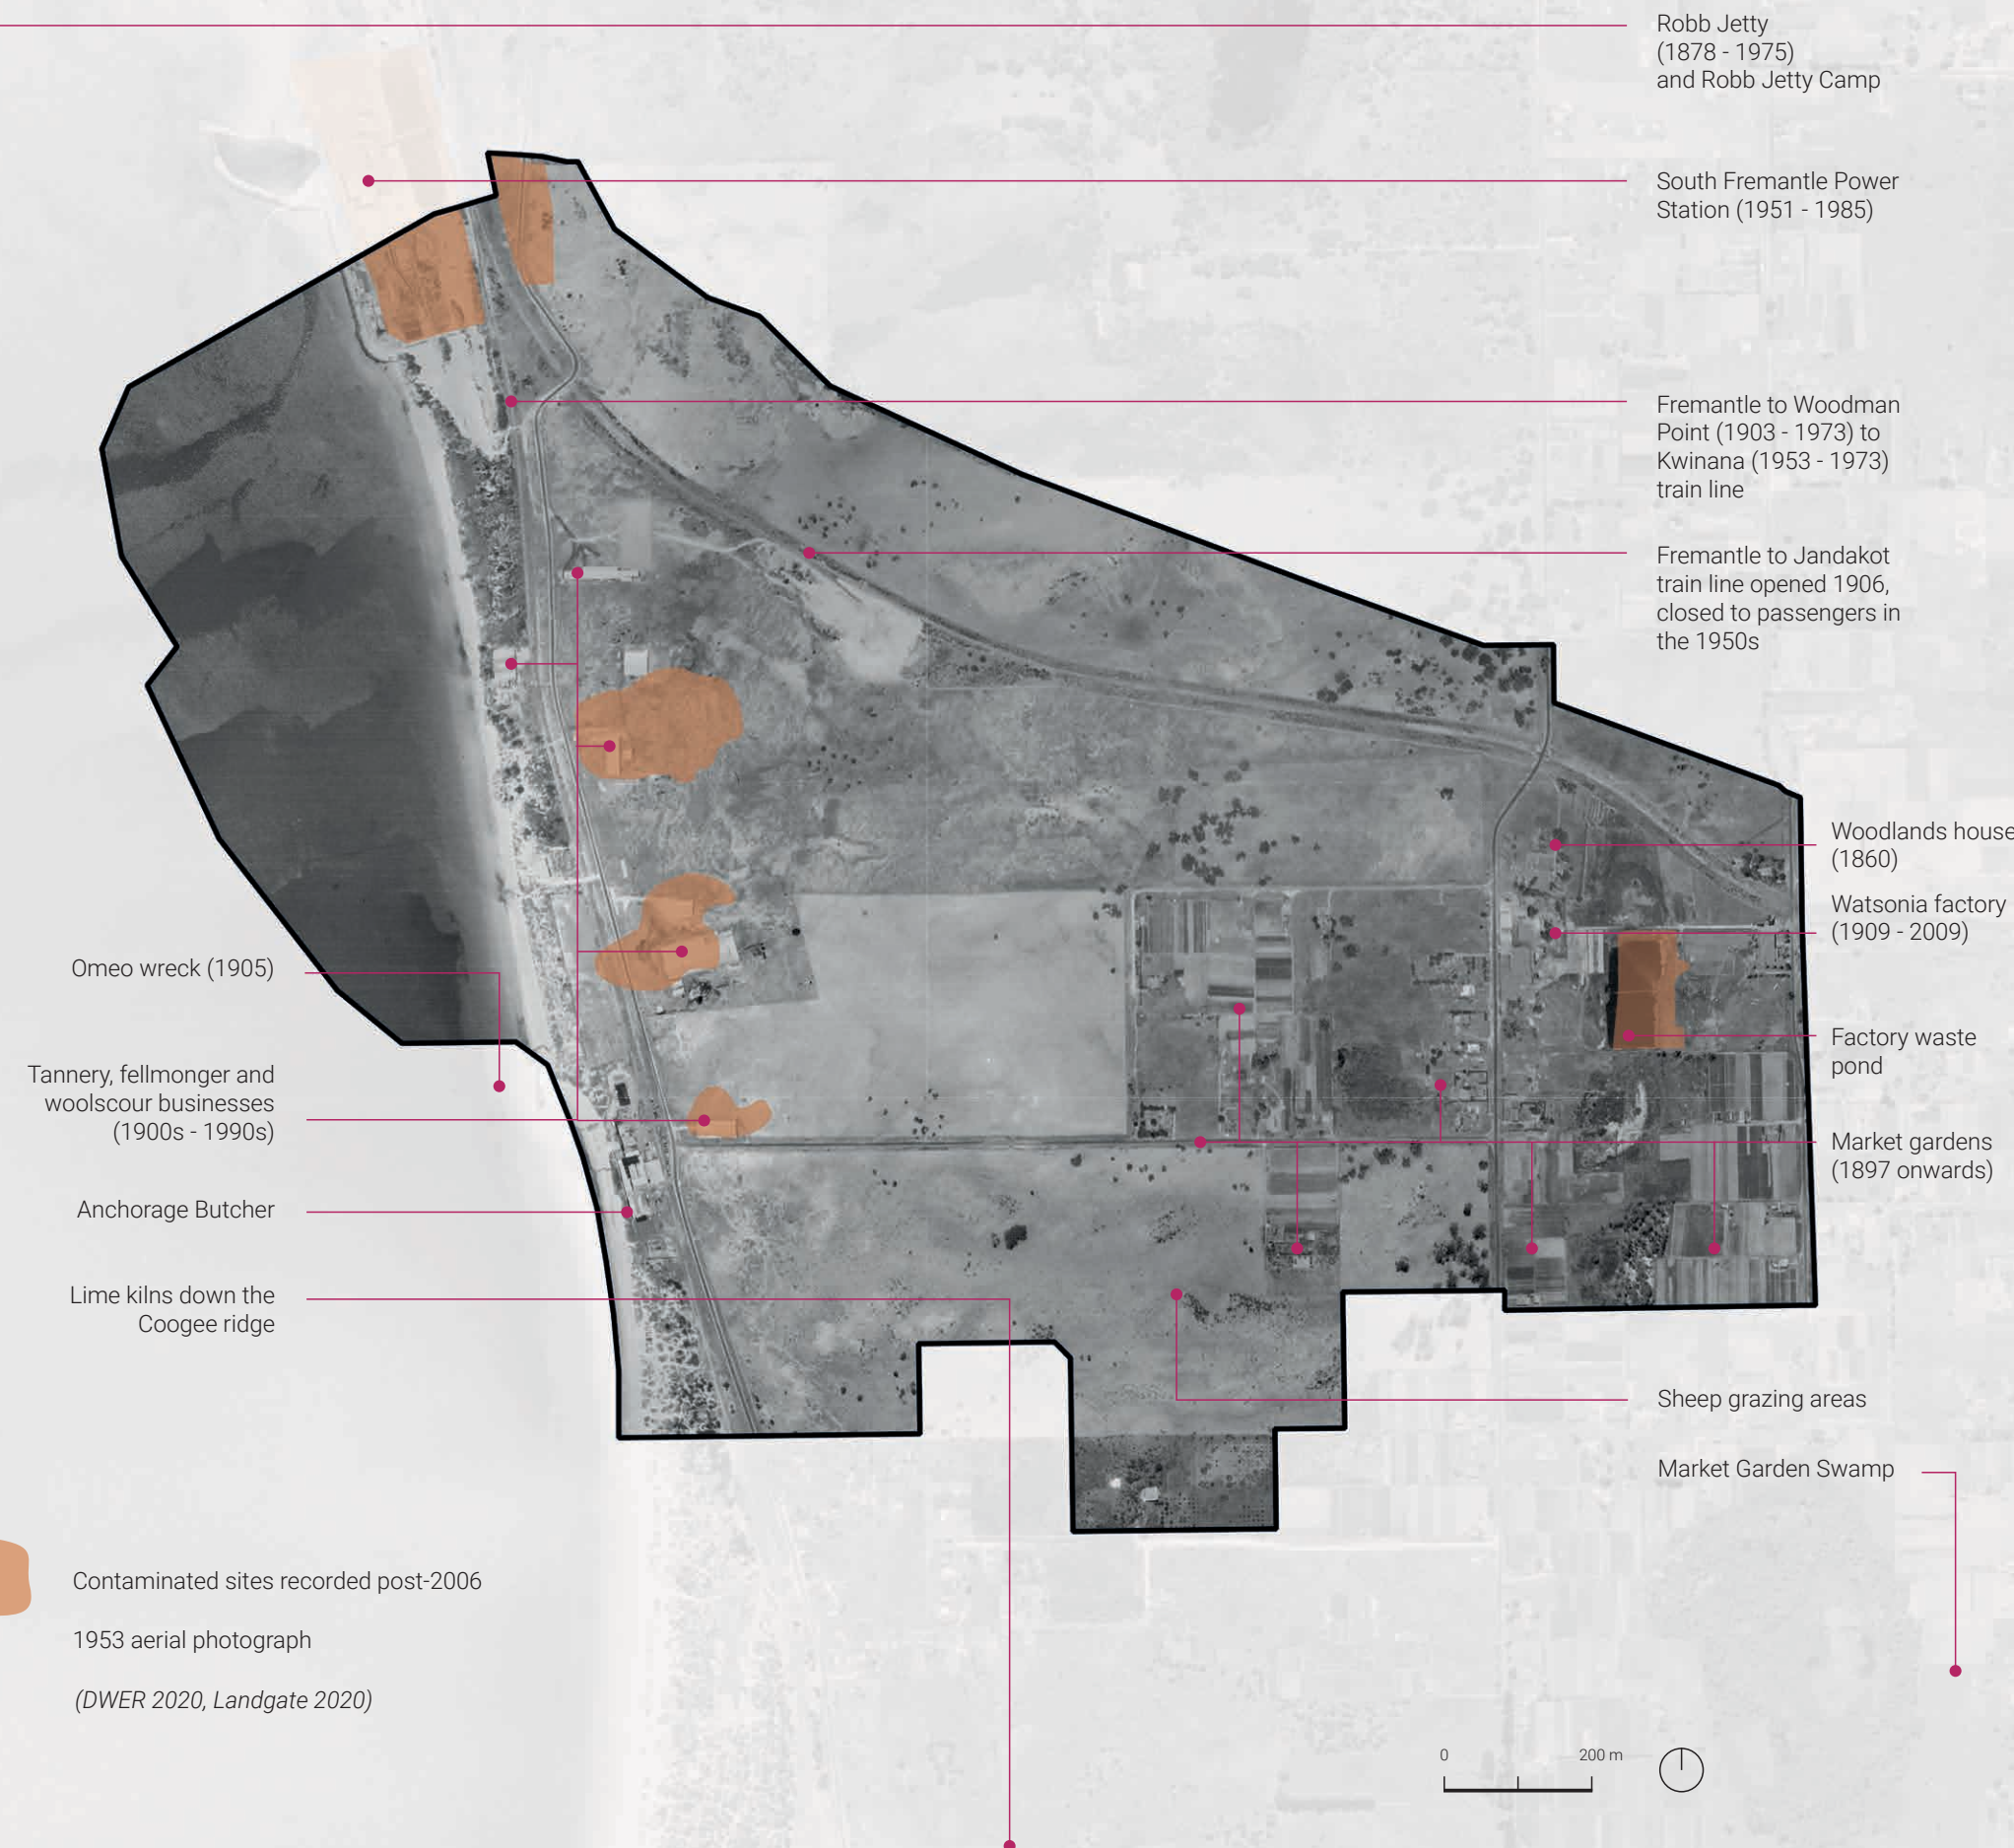 Robb Jetty
(1878 - 1975)
and Robb Jetty Camp
South Fremantle Power
Station (1951 - 1985)
Fremantle to Woodman
Point (1903 - 1973) to
Kwinana (1953 - 1973)
train line
Fremantle to Jandakot
train line opened 1906,
closed to passengers in
the 1950s
Woodlands house
(1860)
Watsonia factory
(1909 - 2009)
Factory waste
pond
Market gardens
(1897 onwards)
Sheep grazing areas
Market Garden Swamp
Omeo wreck (1905)
Tannery, fellmonger and
woolscour businesses
(1900s - 1990s)
Anchorage Butcher
Lime kilns down the
Coogee ridge
Contaminated sites recorded post-2006
1953 aerial photograph
(DWER 2020, Landgate 2020)
0 200 m